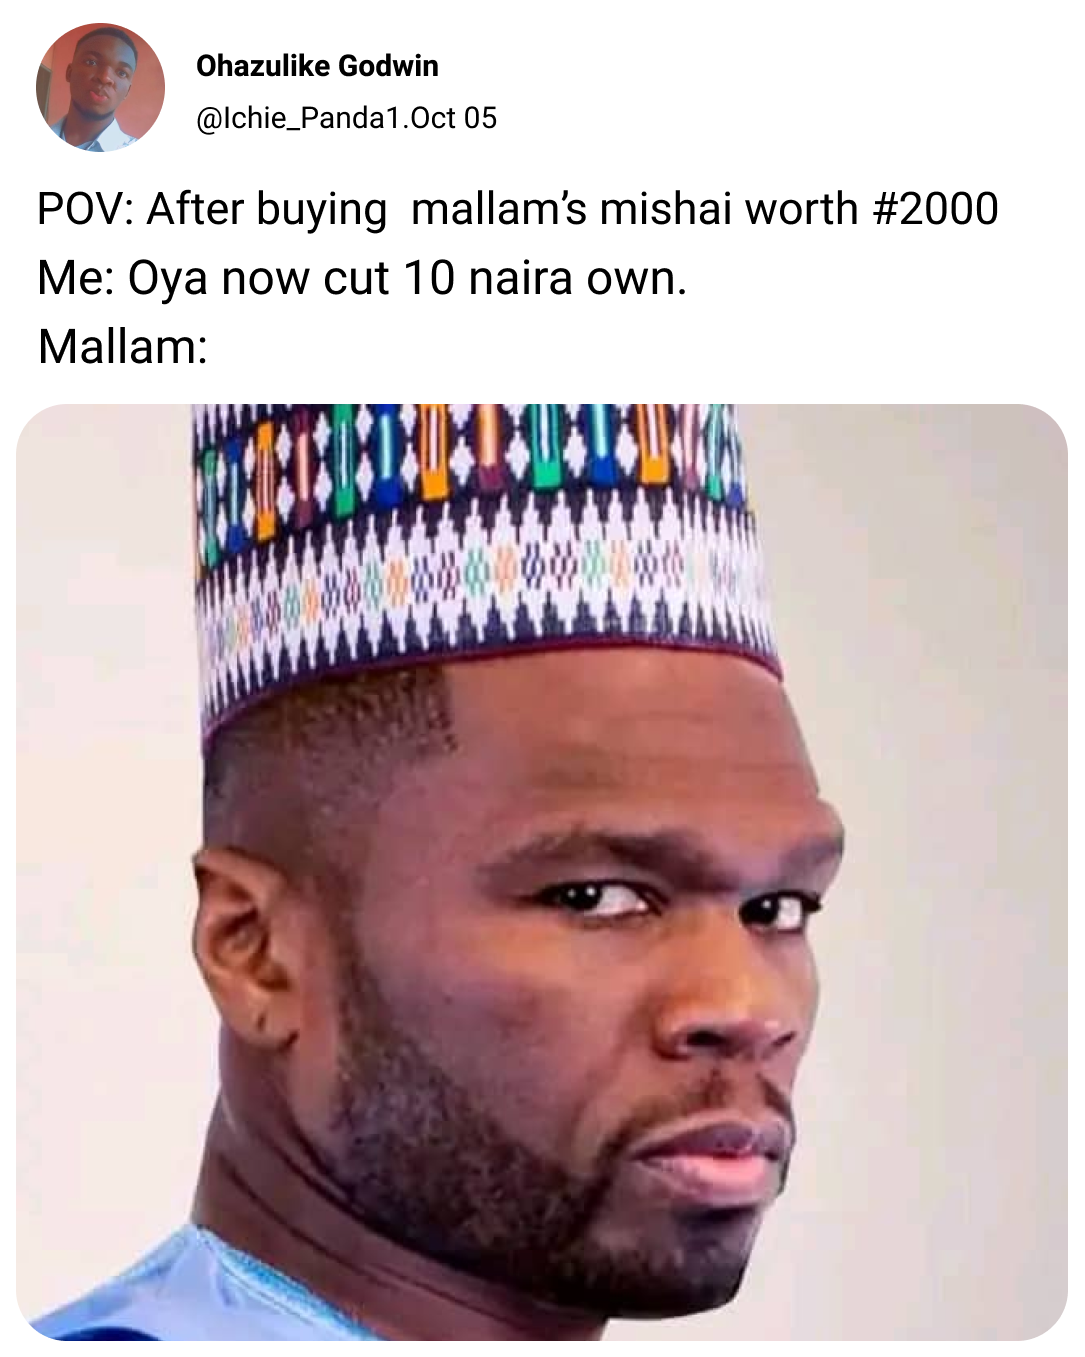 Ohazulike Godwin
@Ichie_Panda1.Oct 05
POV: After buying mallam’s mishai worth #2000
Me: Oya now cut 10 naira own.
Mallam: